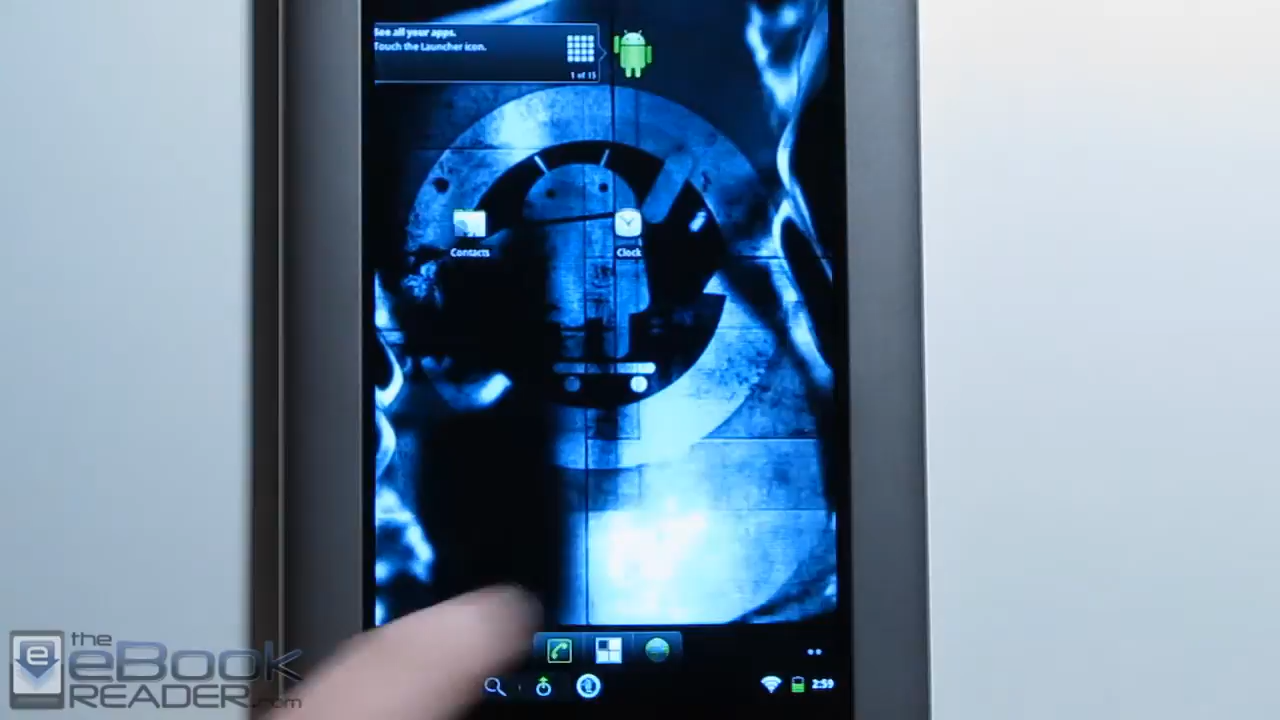 See all your apps.
Touch the Launcher icon.
1 of 15
Contacts
Clock
2:59
the
eBook
READER.com